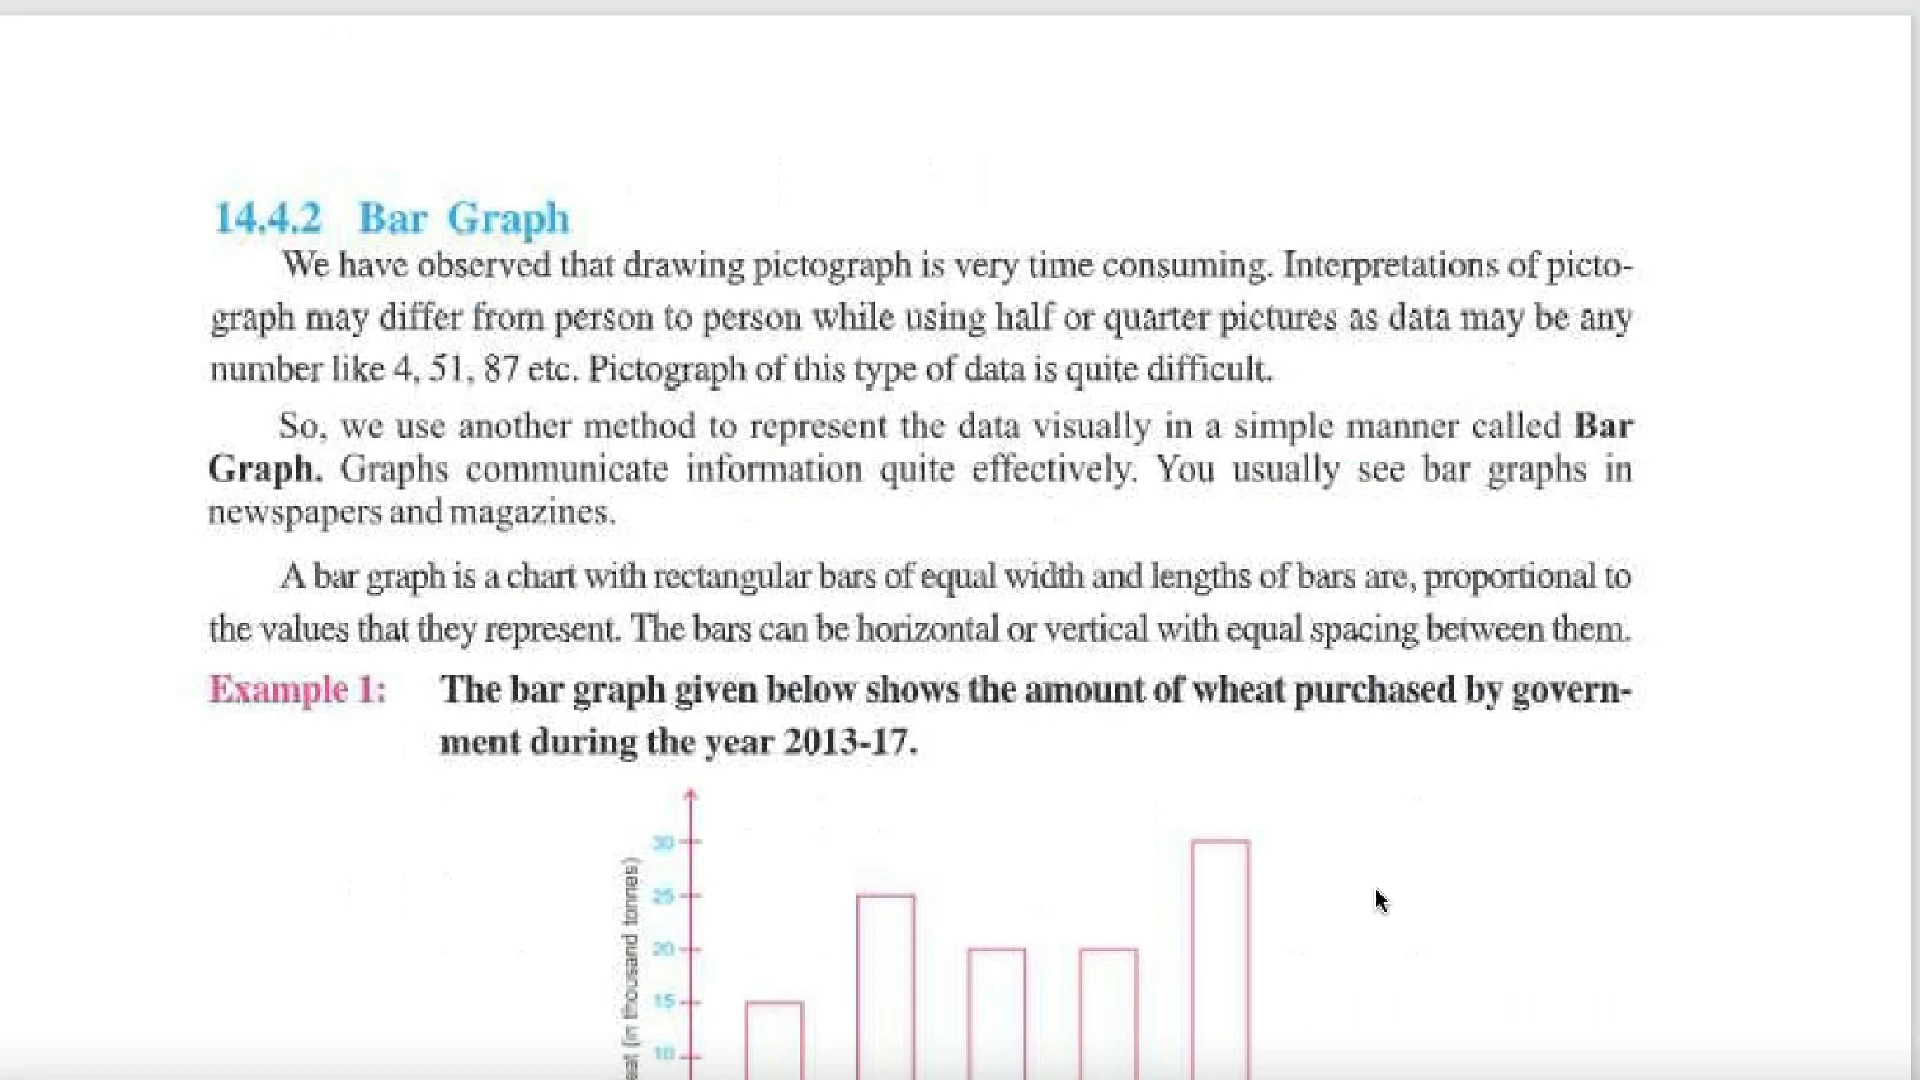 14.4.2 Bar Graph
We have observed that drawing pictograph is very time consuming. Interpretations of picto-
graph may differ from person to person while using half or quarter pictures as data may be any
number like 4, 51, 87 etc. Pictograph of this type of data is quite difficult.
So, we use another method to represent the data visually in a simple manner called Bar
Graph. Graphs communicate information quite effectively. You usually see bar graphs in
newspapers and magazines.
A bar graph is a chart with rectangular bars of equal width and lengths of bars are, proportional to
the values that they represent. The bars can be horizontal or vertical with equal spacing between them.
Example 1: The bar graph given below shows the amount of wheat purchased by govern-
ment during the year 2013-17.
30
25
20
15
10
eat (in thousand tonnes)